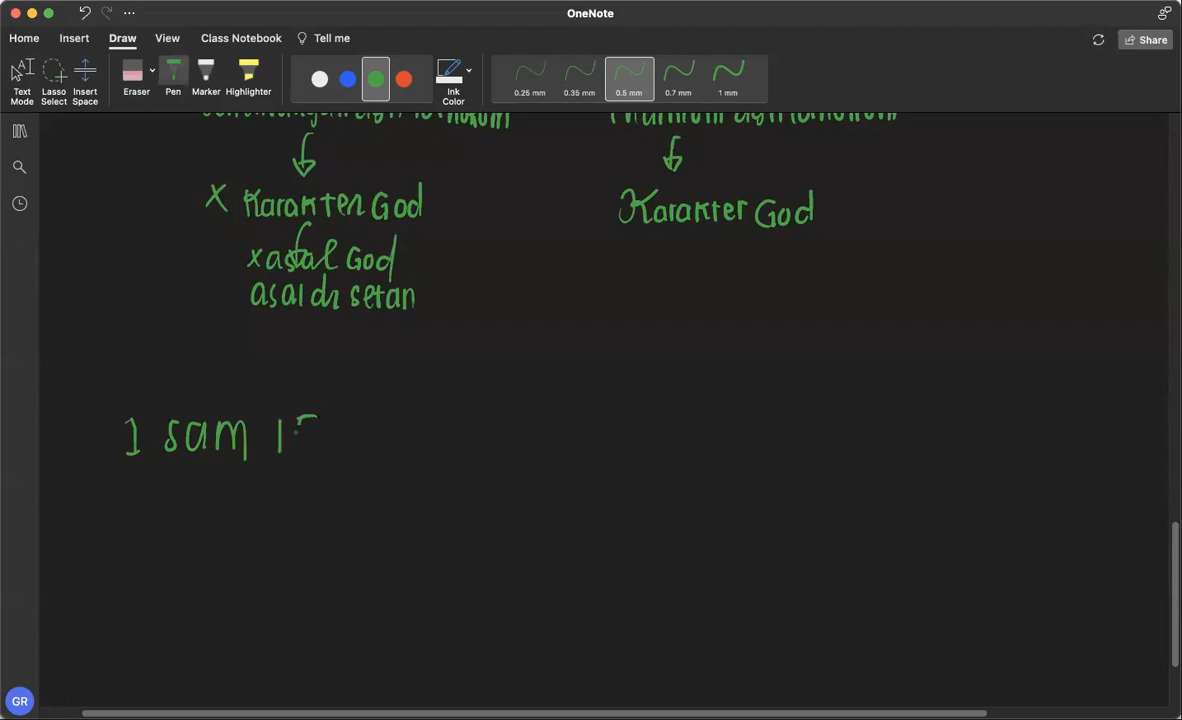 OneNote
Home Insert Draw View Class Notebook Tell me
Share
Text Mode
Lasso Select
Insert Space
Eraser
Pen
Marker
Highlighter
Ink Color
0.25 mm
0.35 mm
0.5 mm
0.7 mm
1 mm
X Karakter God
x asal God
asal dr setan
Karakter God
1 sam 1
GR